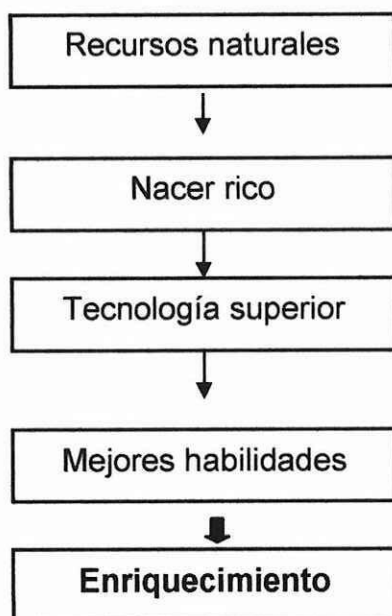 Recursos naturales
Nacer rico
Tecnología superior
Mejores habilidades
Enriquecimiento